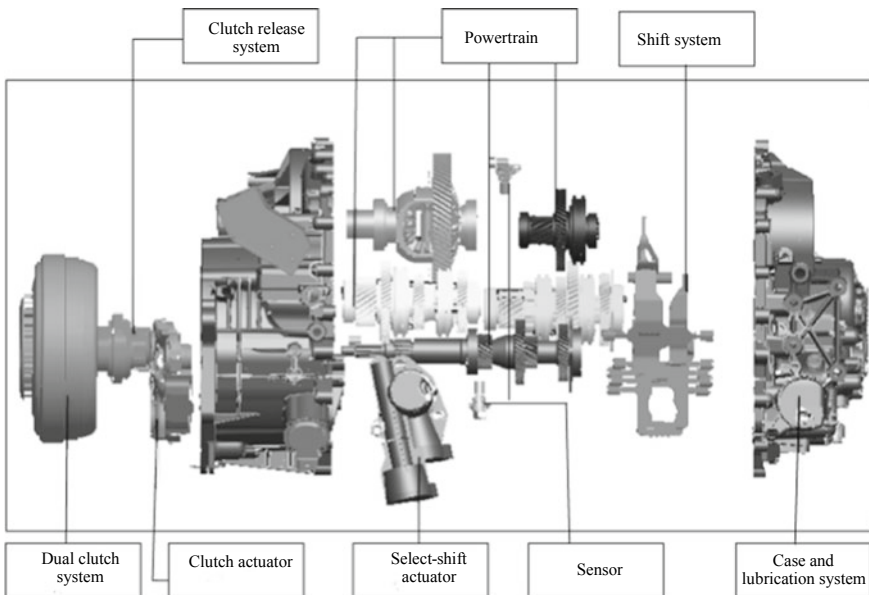 Clutch release
system
Powertrain
Shift system
Dual clutch
system
Clutch actuator
Select-shift
actuator
Sensor
Case and
lubrication system